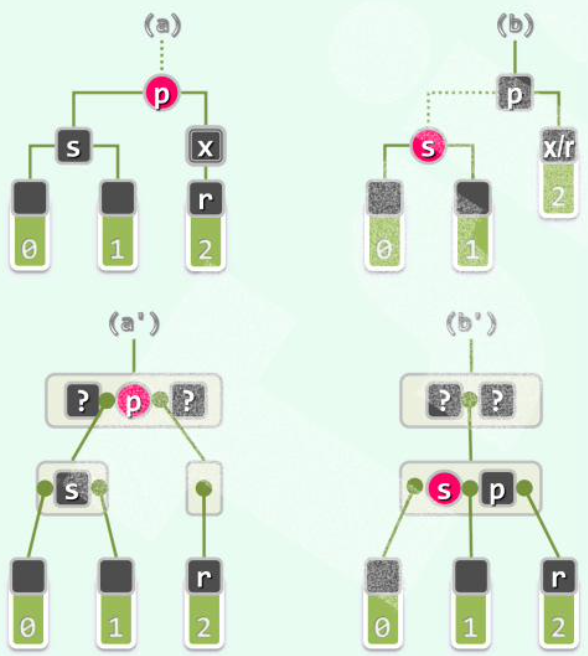 (a) (b)
p p
s x s x/r
r 2
0 1 2 0 1
(a') (b')
? p ? ? ?
s s p
r r
0 1 2 0 1 2